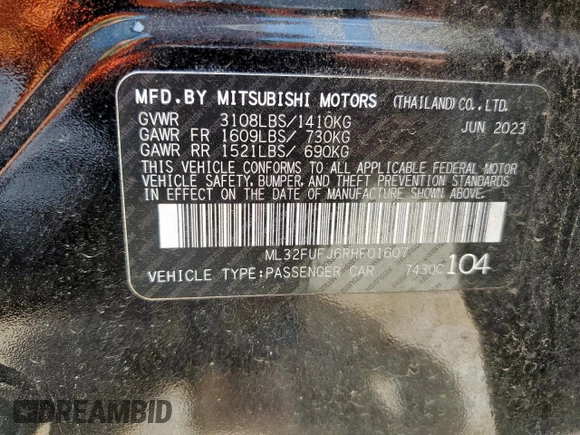 MFD.BY MITSUBISHI MOTORS (THAILAND)CO.,LTD.
GVWR 3108LBS/1410KG JUN 2023
GAWR FR 1609LBS/ 730KG
GAWR RR 1521LBS/ 690KG
THIS VEHICLE CONFORMS TO ALL APPLICABLE FEDERAL MOTOR
VEHICLE SAFETY, BUMPER, AND THEFT PREVENTION STANDARDS
IN EFFECT ON THE DATE OF MANUFACTURE SHOWN ABOVE.
ML32FUFJ6RHF01607
VEHICLE TYPE:PASSENGER CAR 7430C 104
DREAMBID